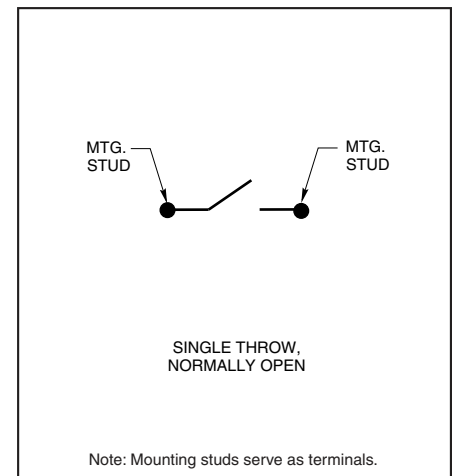 MTG.
STUD
MTG.
STUD
SINGLE THROW,
NORMALLY OPEN
Note: Mounting studs serve as terminals.